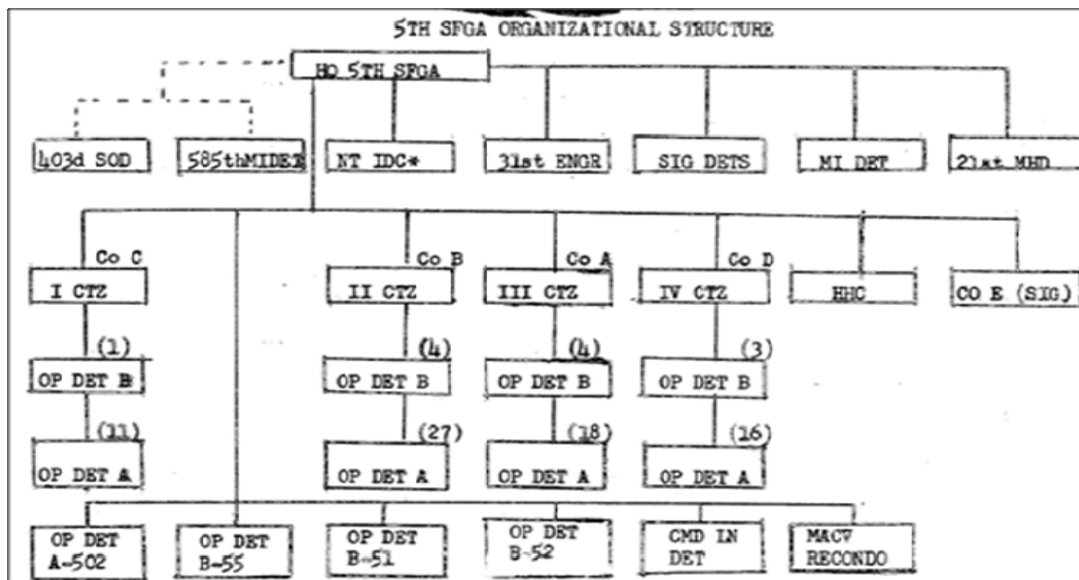 5TH SFGA ORGANIZATIONAL STRUCTURE
HQ 5TH SFGA
403d SOD
585thMIDET
NT IDC*
31st ENGR
SIG DETS
MI DET
21st MHD
Co C
Co B
Co A
Co D
I CTZ
II CTZ
III CTZ
IV CTZ
HHC
CO E (SIG)
(1)
(4)
(4)
(3)
OP DET B
OP DET B
OP DET B
OP DET B
(11)
(27)
(18)
(16)
OP DET A
OP DET A
OP DET A
OP DET A
OP DET
A-502
OP DET
B-55
OP DET
B-51
OP DET
B-52
CMD LN
DET
MACV
RECONDO